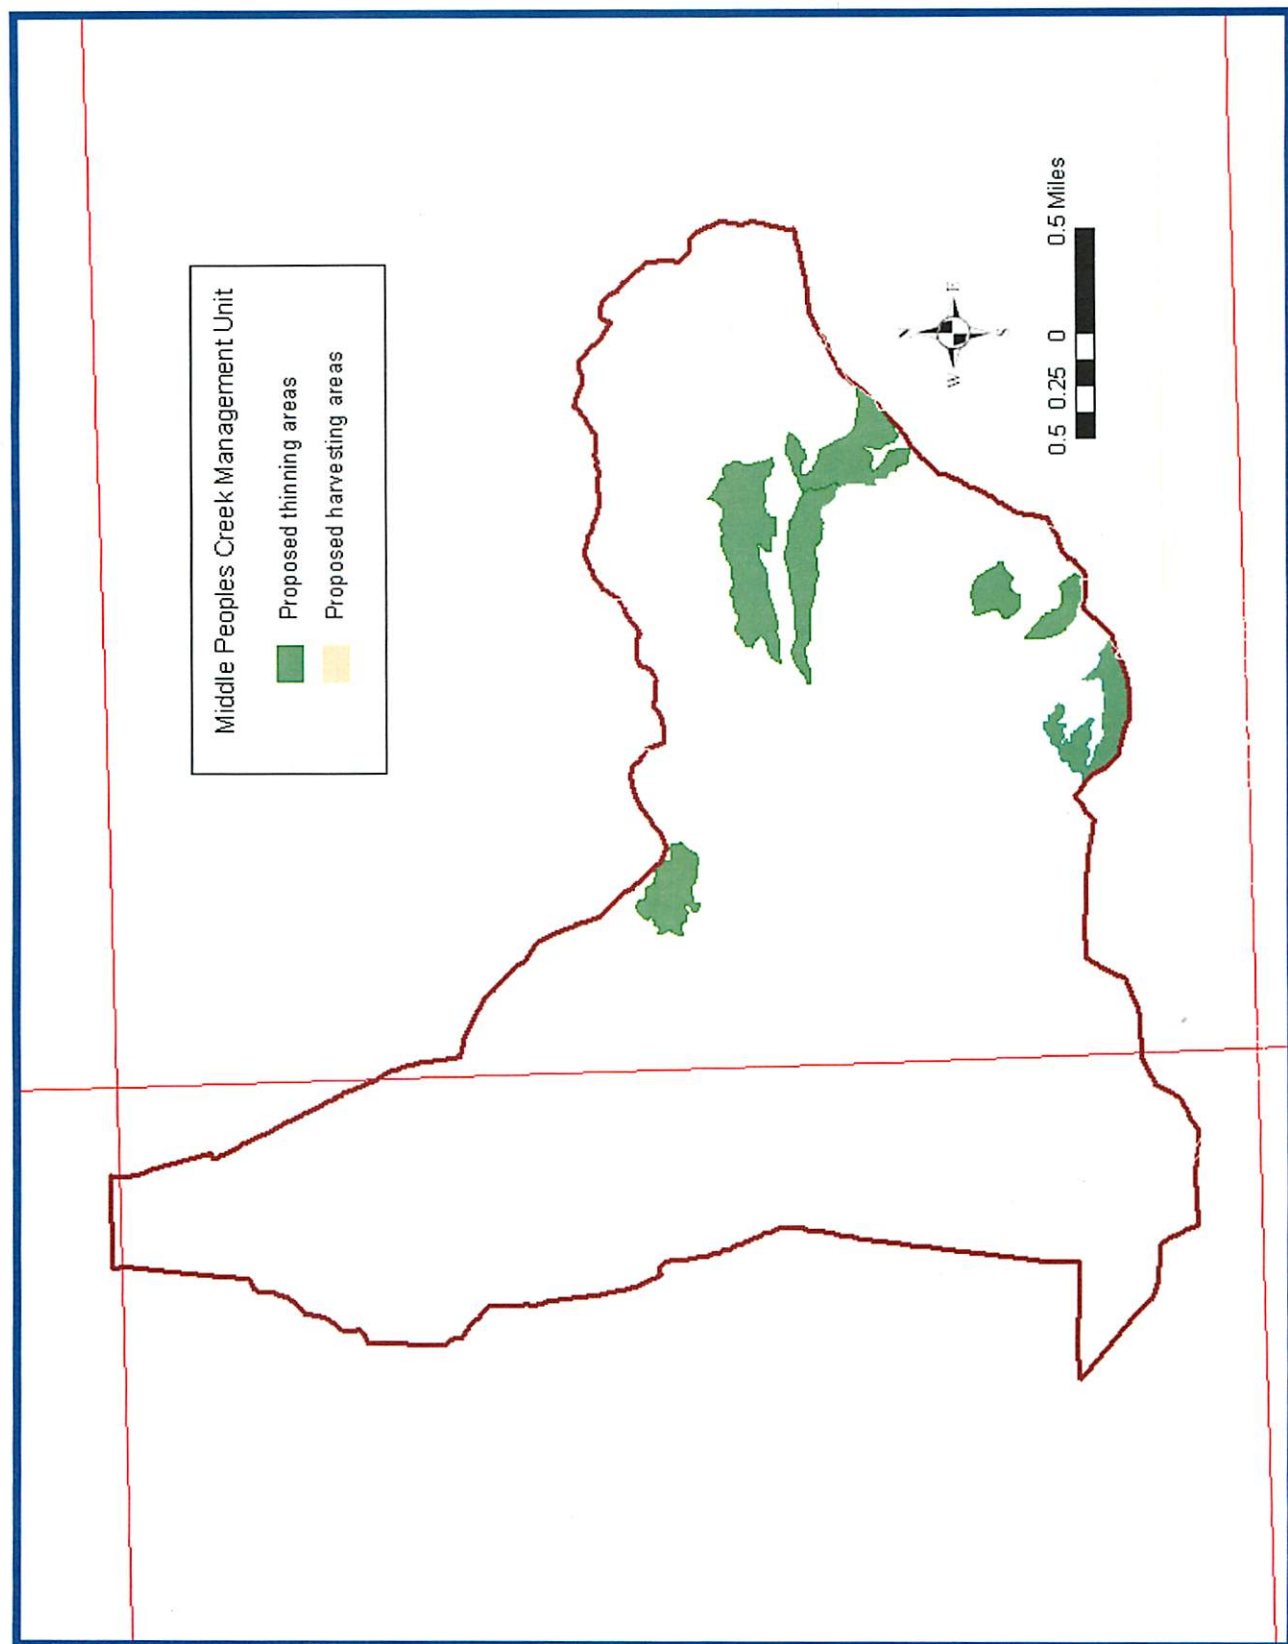 Middle Peoples Creek Management Unit
Proposed thinning areas
Proposed harvesting areas
N
W
E
S
0.5 0.25 0 0.5 Miles